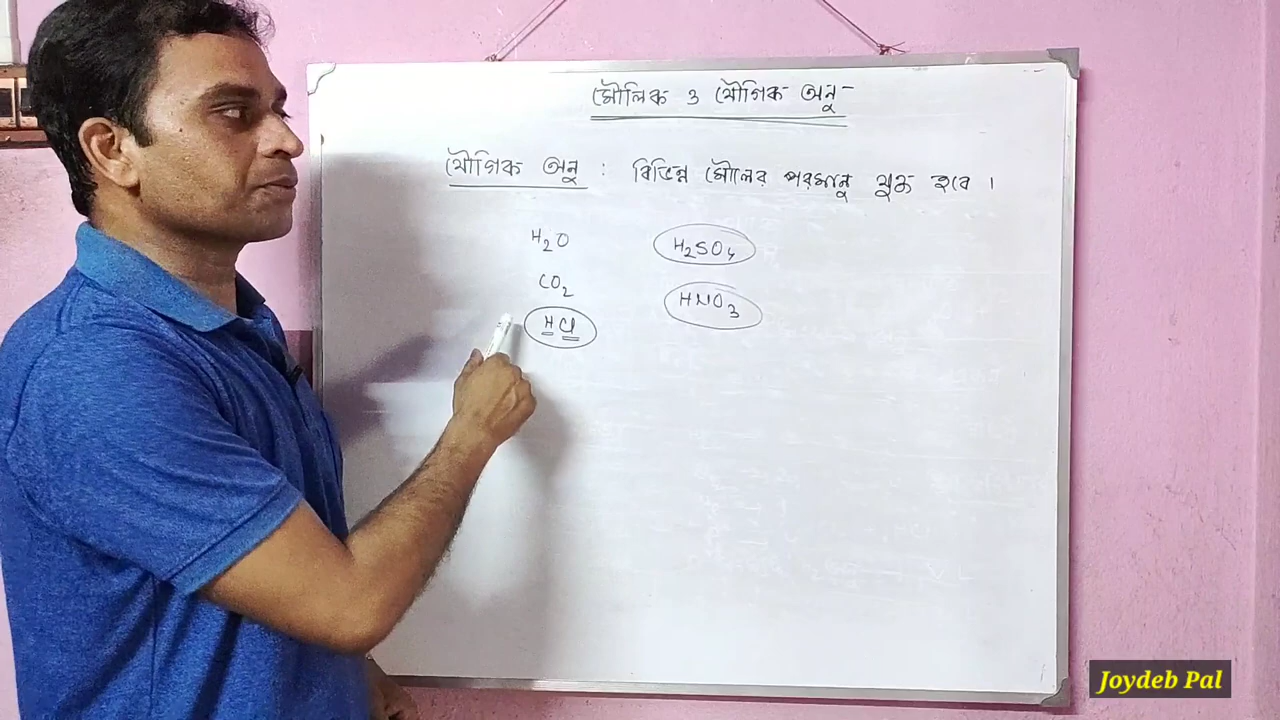 মৌলিক ও যৌগিক অনু-
যৌগিক অনু : বিভিন্ন মৌলের পরমানু যুক্ত হবে ।
H₂O H₂SO₄
CO₂ HNO₃
HCl
Joydeb Pal